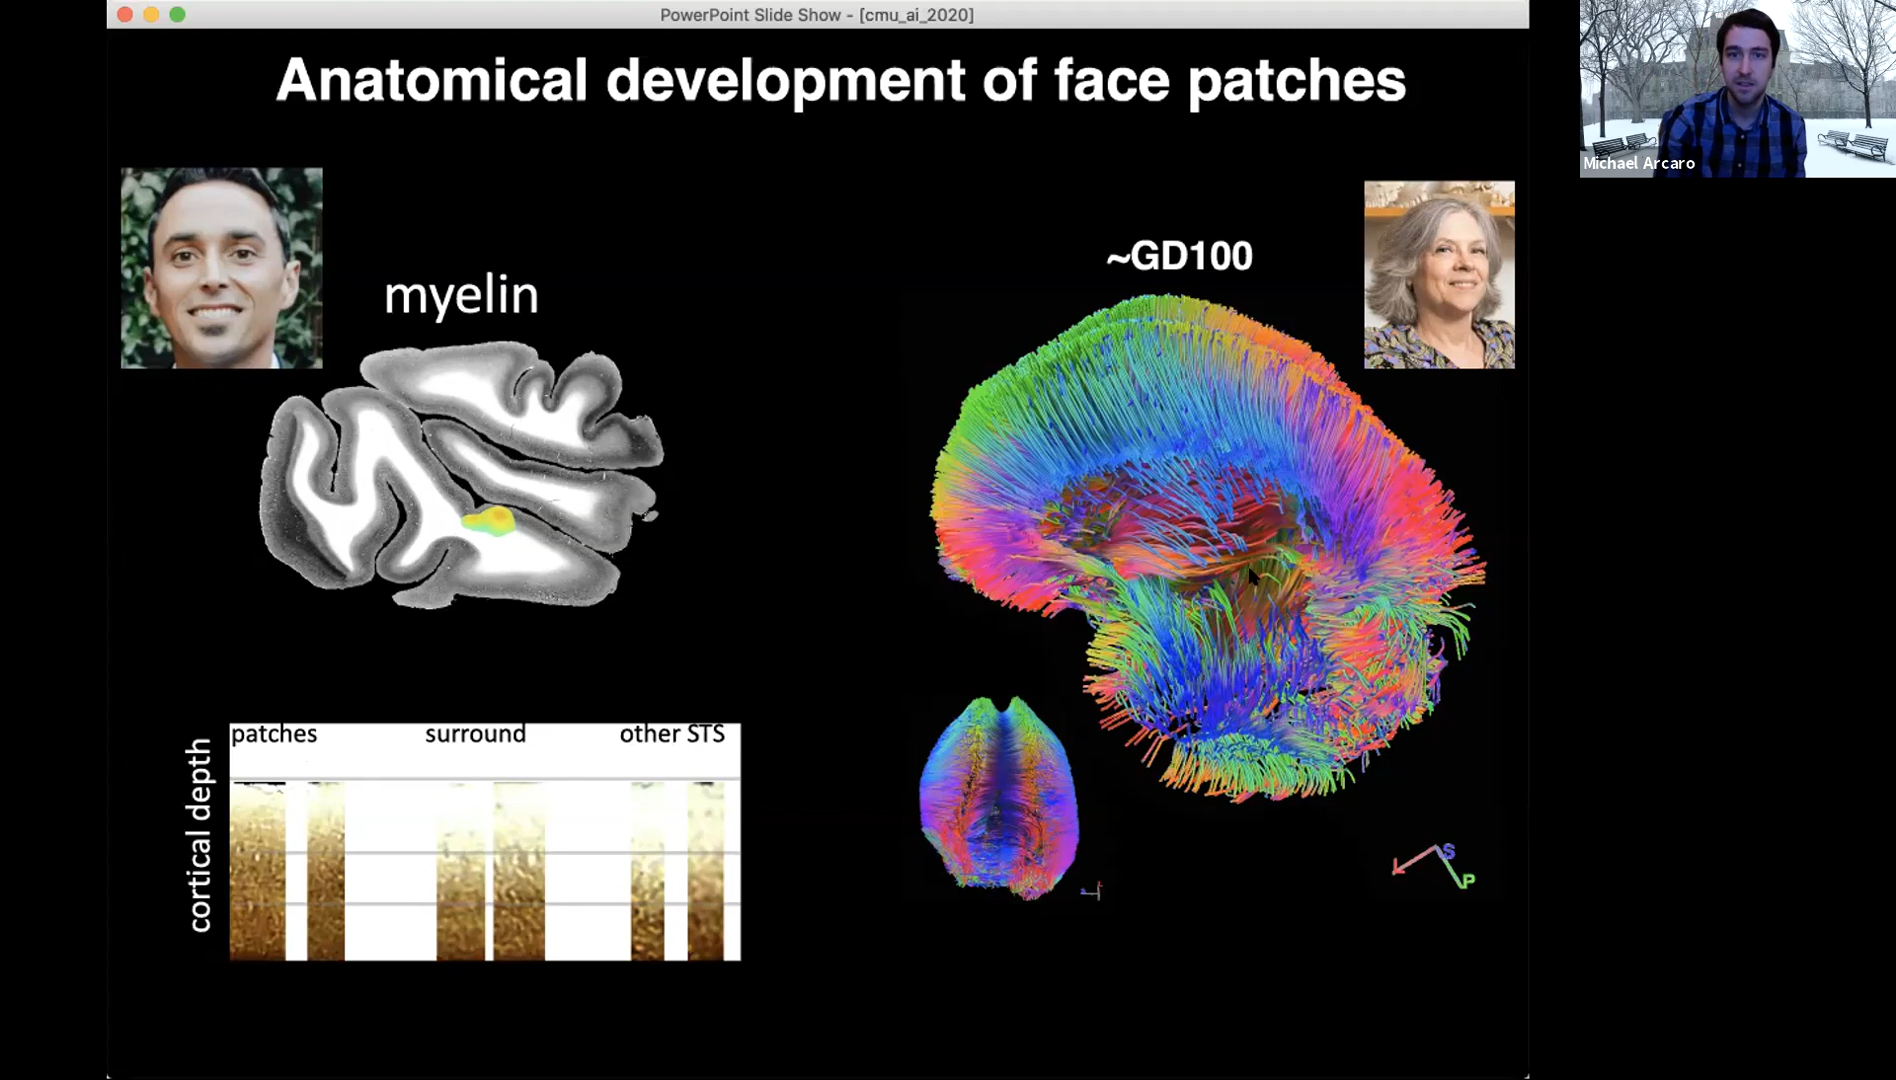 PowerPoint Slide Show - [cmu_ai_2020]
Anatomical development of face patches
Michael Arcaro
~GD100
myelin
patches surround other STS
cortical depth
S
P